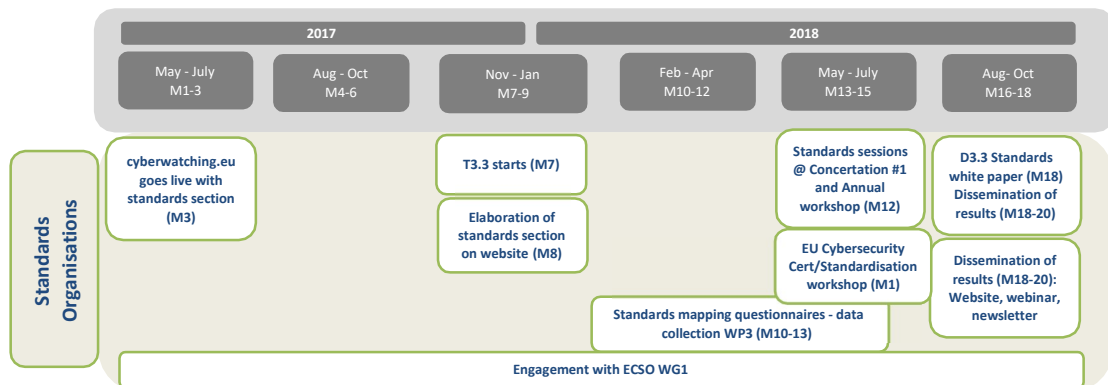 2017
2018
May - July
M1-3
Aug - Oct
M4-6
Nov - Jan
M7-9
Feb - Apr
M10-12
May - July
M13-15
Aug- Oct
M16-18
Standards
Organisations
cyberwatching.eu
goes live with
standards section
(M3)
T3.3 starts (M7)
Elaboration of
standards section
on website (M8)
Standards sessions
@ Concertation #1
and Annual
workshop (M12)
EU Cybersecurity
Cert/Standardisation
workshop (M1)
D3.3 Standards
white paper (M18)
Dissemination of
results (M18-20)
Dissemination of
results (M18-20):
Website, webinar,
newsletter
Standards mapping questionnaires - data
collection WP3 (M10-13)
Engagement with ECSO WG1